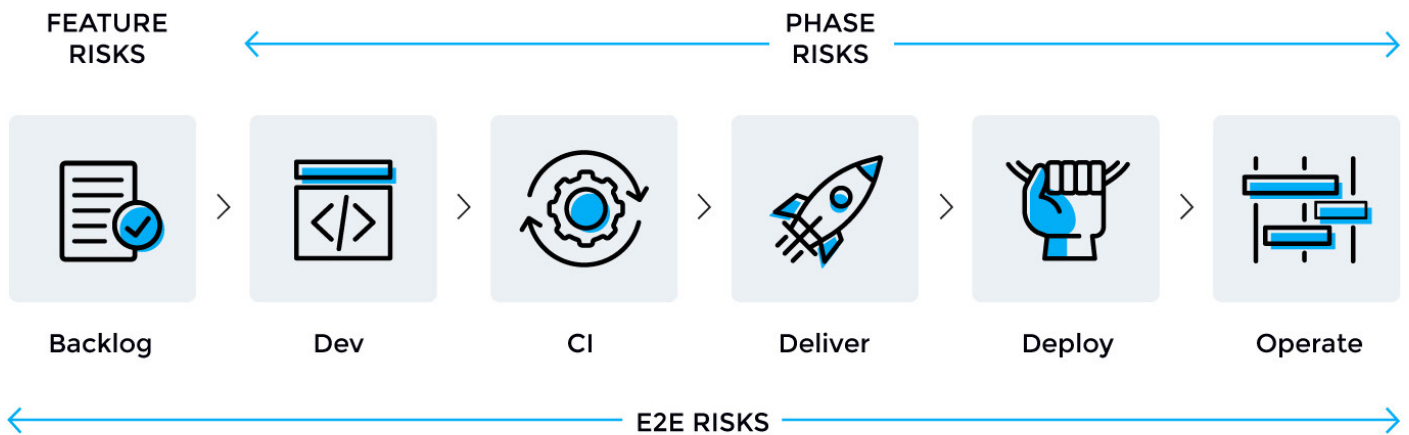 FEATURE
RISKS
PHASE
RISKS
Backlog
Dev
CI
Deliver
Deploy
Operate
E2E RISKS